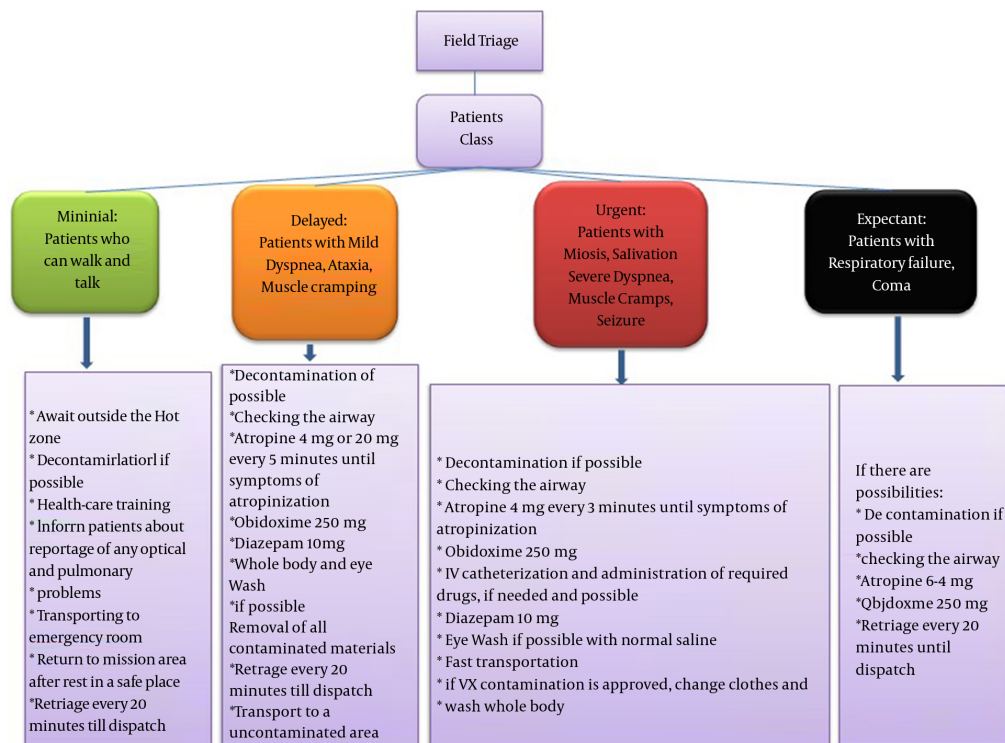 Field Triage
Patients
Class
Mininial:
Patients who
can walk and
talk
Delayed:
Patients with Mild
Dyspnea, Ataxia,
Muscle cramping
Urgent:
Patients with
Miosis, Salivation
Severe Dyspnea,
Muscle Cramps,
Seizure
Expectant:
Patients with
Respiratory failure,
Coma
* Await outside the Hot
zone
* Decontamirlatiorl if
possible
* Health-care training
* lnforrn patients about
reportage of any optical
and pulmonary
* problems
* Transporting to
emergency room
* Return to mission area
after rest in a safe place
*Retriage every 20
minutes till dispatch
*Decontamination of
possible
*Checking the airway
*Atropine 4 mg or 20 mg
every 5 minutes until
symptoms of
atropinization
*Obidoxime 250 mg
*Diazepam 10mg
*Whole body and eye
Wash
*if possible
Removal of all
contaminated materials
*Retrage every 20
minutes till dispatch
*Transport to a
uncontaminated area
* Decontamination if possible
* Checking the airway
* Atropine 4 mg every 3 minutes until symptoms of
atropinization
* Obidoxime 250 mg
* IV catheterization and administration of required
drugs, if needed and possible
* Diazepam 10 mg
* Eye Wash if possible with normal saline
* Fast transportation
* if VX contamination is approved, change clothes and
* wash whole body
If there are
possibilities:
* De contamination if
possible
*checking the airway
*Atropine 6-4 mg
*Qbjdoxme 250 mg
*Retriage every 20
minutes until
dispatch